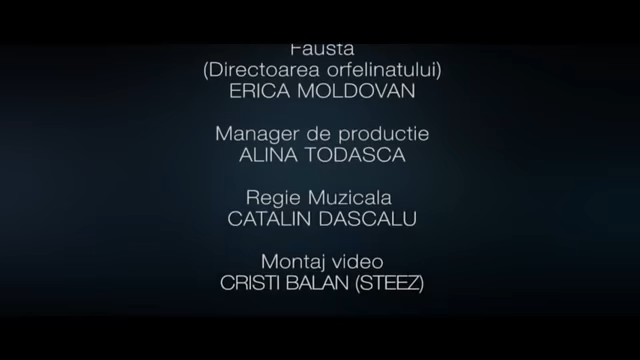 Fausta
(Directoarea orfelinatului)
ERICA MOLDOVAN
Manager de productie
ALINA TODASCA
Regie Muzicala
CATALIN DASCALU
Montaj video
CRISTI BALAN (STEEZ)